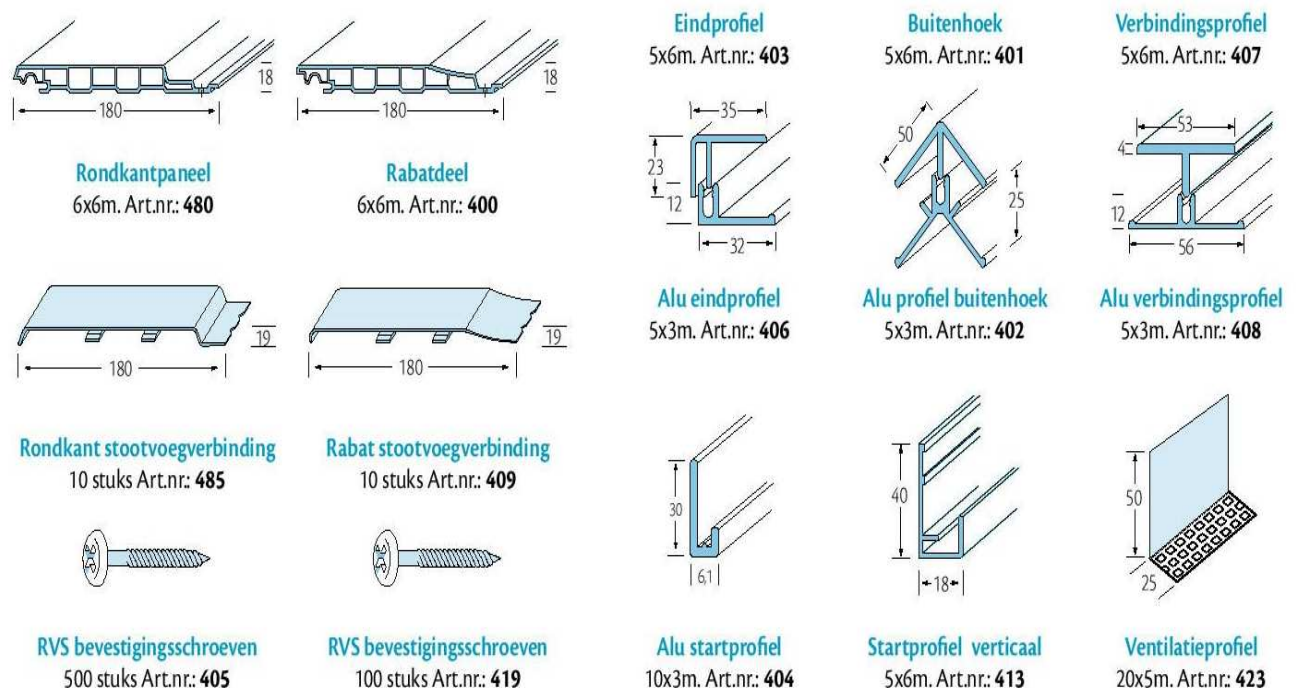 Eindprofiel
5x6m. Art.nr.: 403
Buitenhoek
5x6m. Art.nr.: 401
Verbindingsprofiel
5x6m. Art.nr.: 407
18
180
18
180
Rondkantpaneel
6x6m. Art.nr.: 480
Rabatdeel
6x6m. Art.nr.: 400
35
23
12
32
50
25
53
4
12
56
Alu eindprofiel
5x3m. Art.nr.: 406
Alu profiel buitenhoek
5x3m. Art.nr.: 402
Alu verbindingsprofiel
5x3m. Art.nr.: 408
19
180
19
180
Rondkant stootvoegverbinding
10 stuks Art.nr.: 485
Rabat stootvoegverbinding
10 stuks Art.nr.: 409
30
6,1
40
18
50
25
RVS bevestigingsschroeven
500 stuks Art.nr.: 405
RVS bevestigingsschroeven
100 stuks Art.nr.: 419
Alu startprofiel
10x3m. Art.nr.: 404
Startprofiel verticaal
5x6m. Art.nr.: 413
Ventilatieprofiel
20x5m. Art.nr.: 423